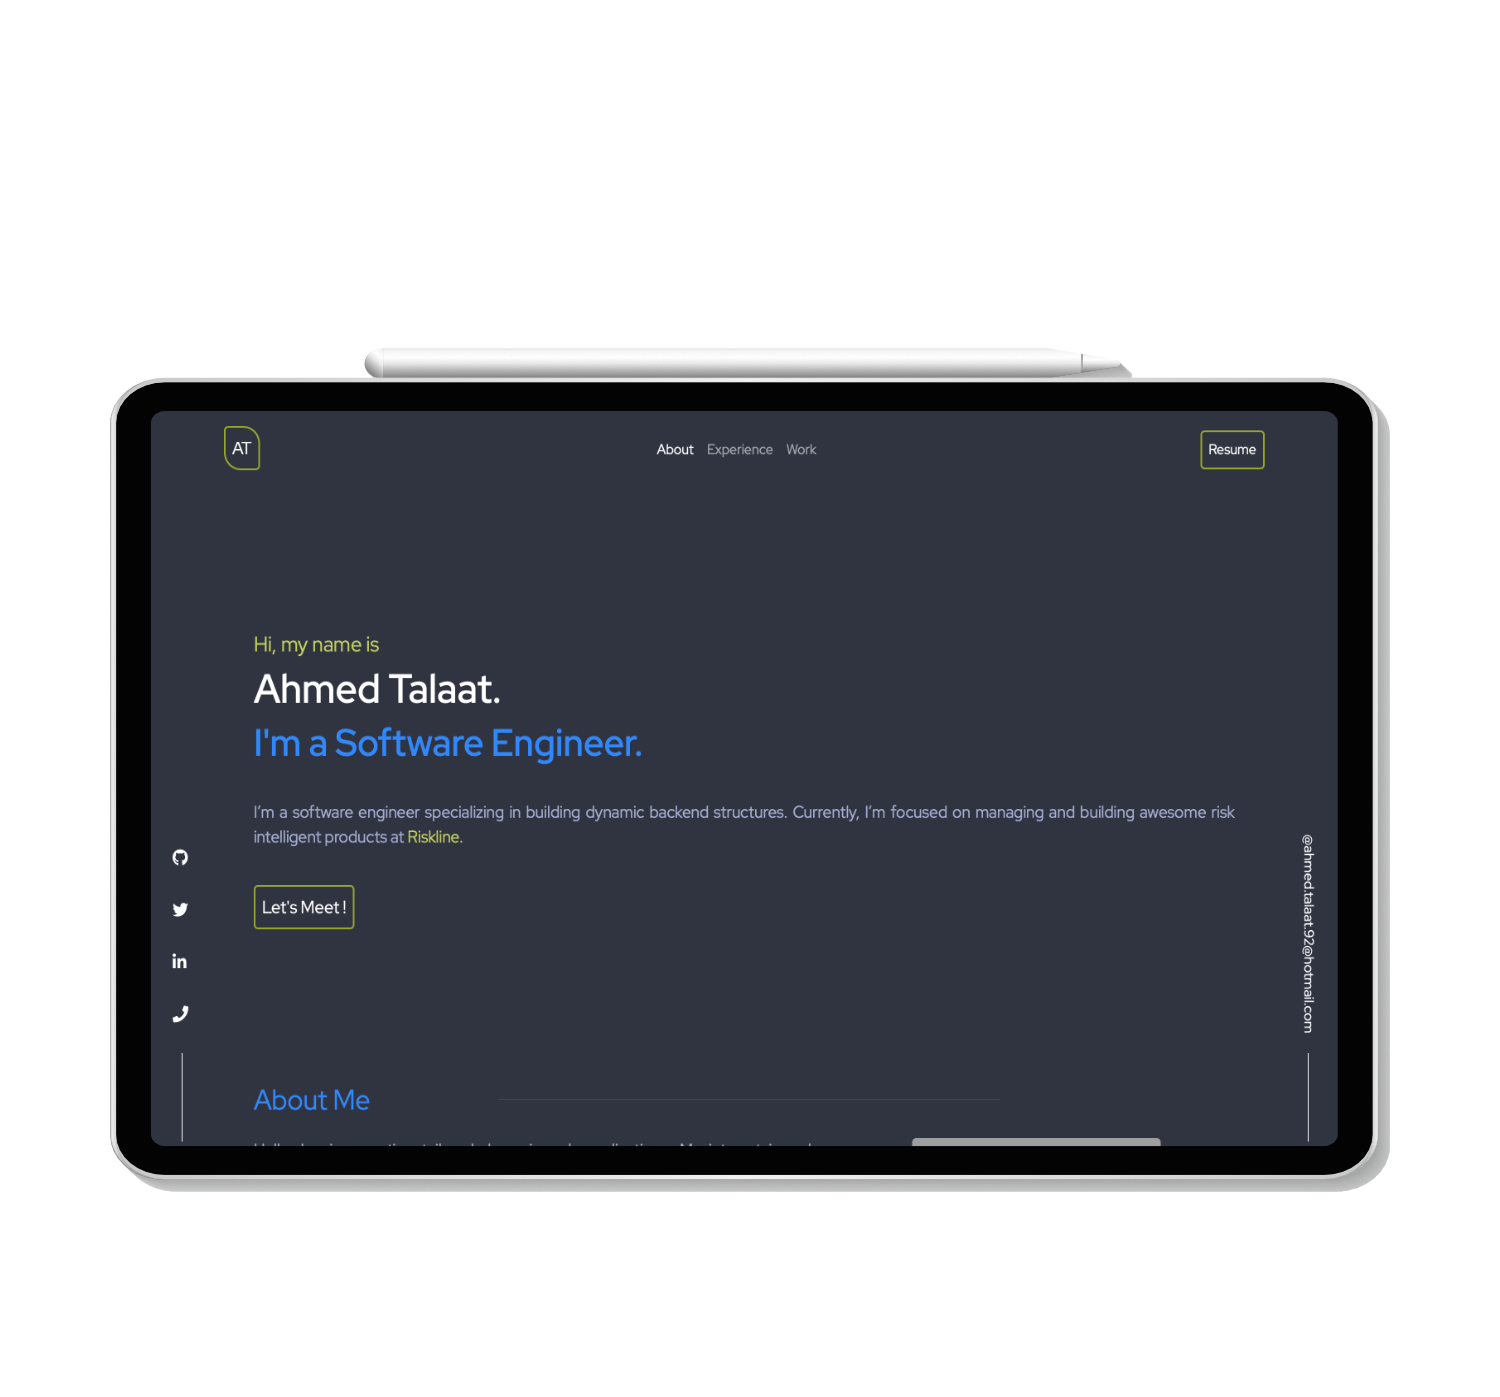 AT
About Experience Work
Resume
Hi, my name is
Ahmed Talaat.
I'm a Software Engineer.
I'm a software engineer specializing in building dynamic backend structures. Currently, I'm focused on managing and building awesome risk
intelligent products at Riskline.
Let's Meet !
@ahmed.talaat.92@hotmail.com
About Me